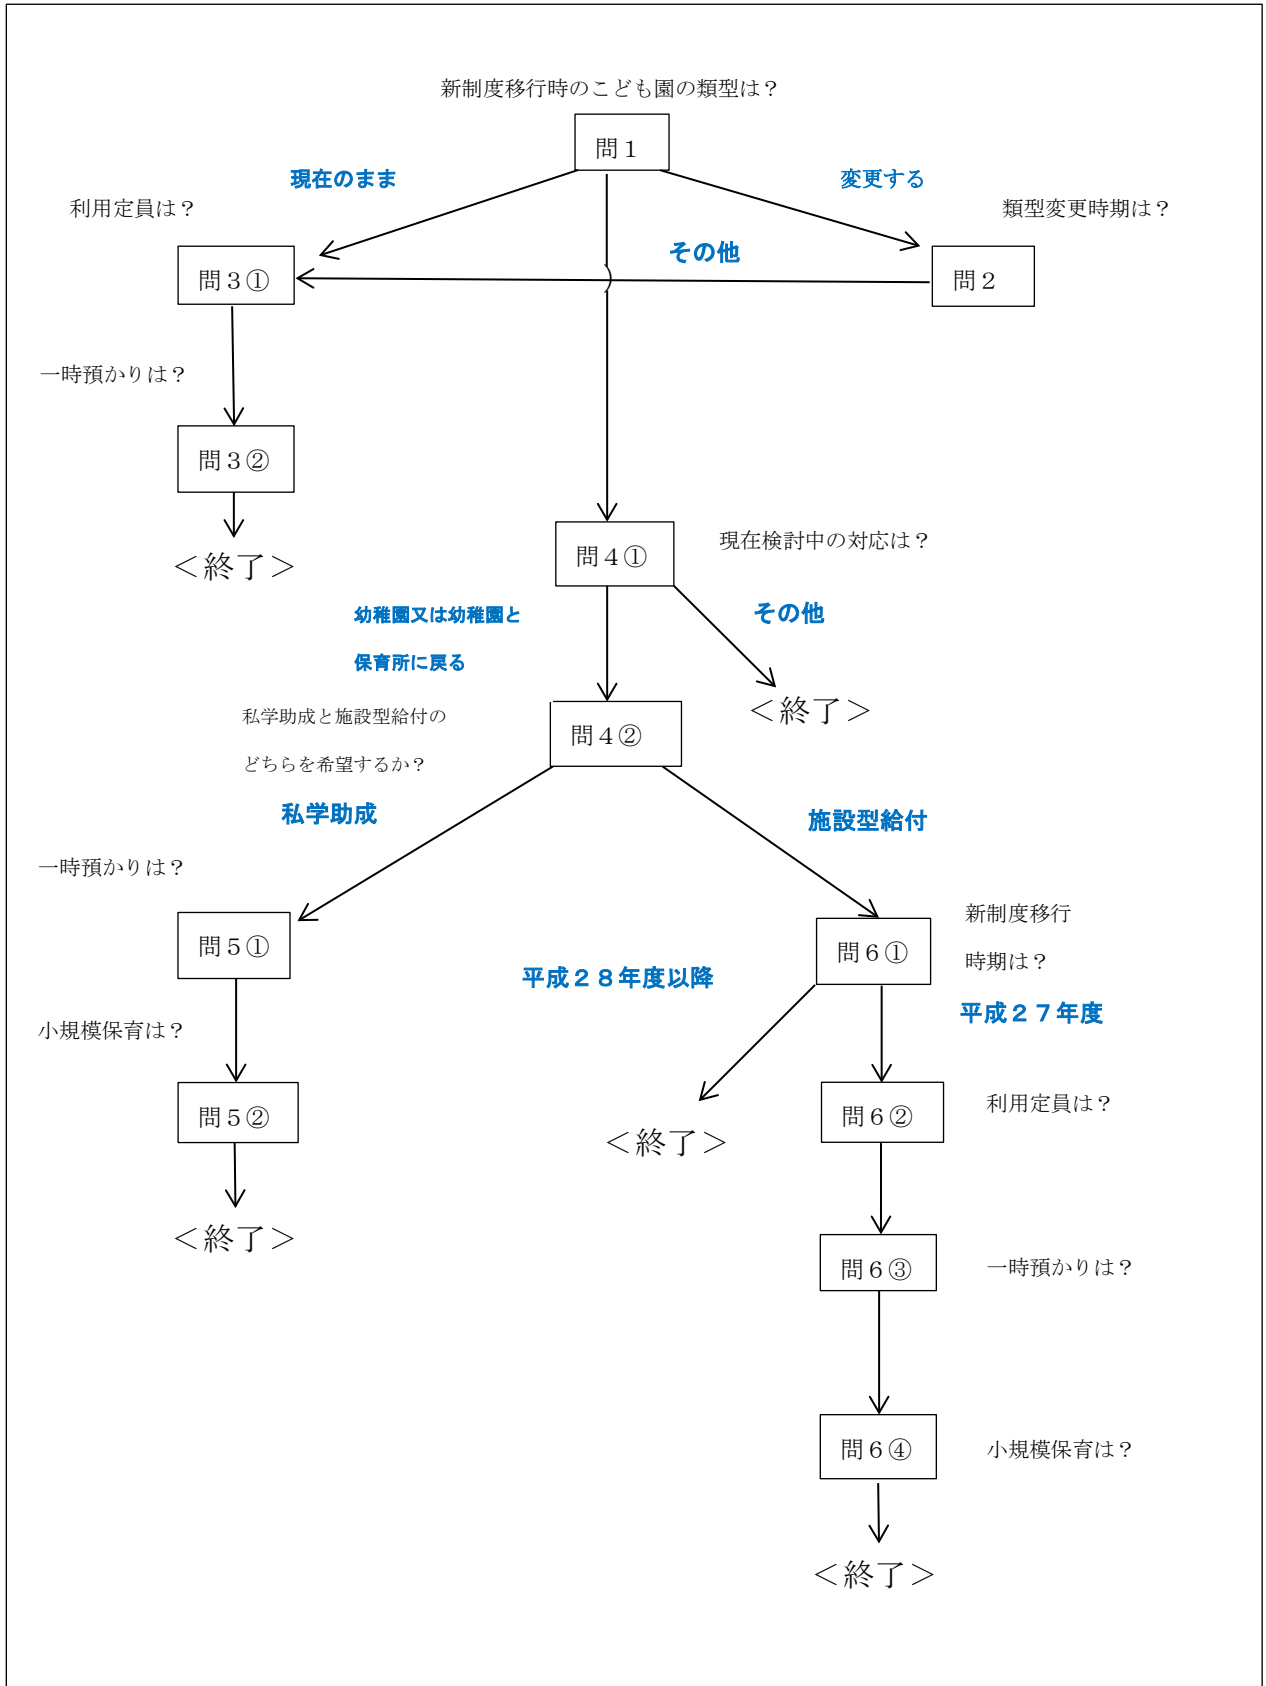 新制度移行時のこども園の類型は？
問１
現在のまま
変更する
利用定員は？
類型変更時期は？
その他
問３①
問２
一時預かりは？
問３②
＜終了＞
問４①
現在検討中の対応は？
幼稚園又は幼稚園と
保育所に戻る
その他
＜終了＞
私学助成と施設型給付の
どちらを希望するか？
問４②
私学助成
施設型給付
一時預かりは？
問５①
新制度移行
時期は？
問６①
平成２８年度以降
平成２７年度
小規模保育は？
問５②
＜終了＞
＜終了＞
問６②
利用定員は？
問６③
一時預かりは？
問６④
小規模保育は？
＜終了＞